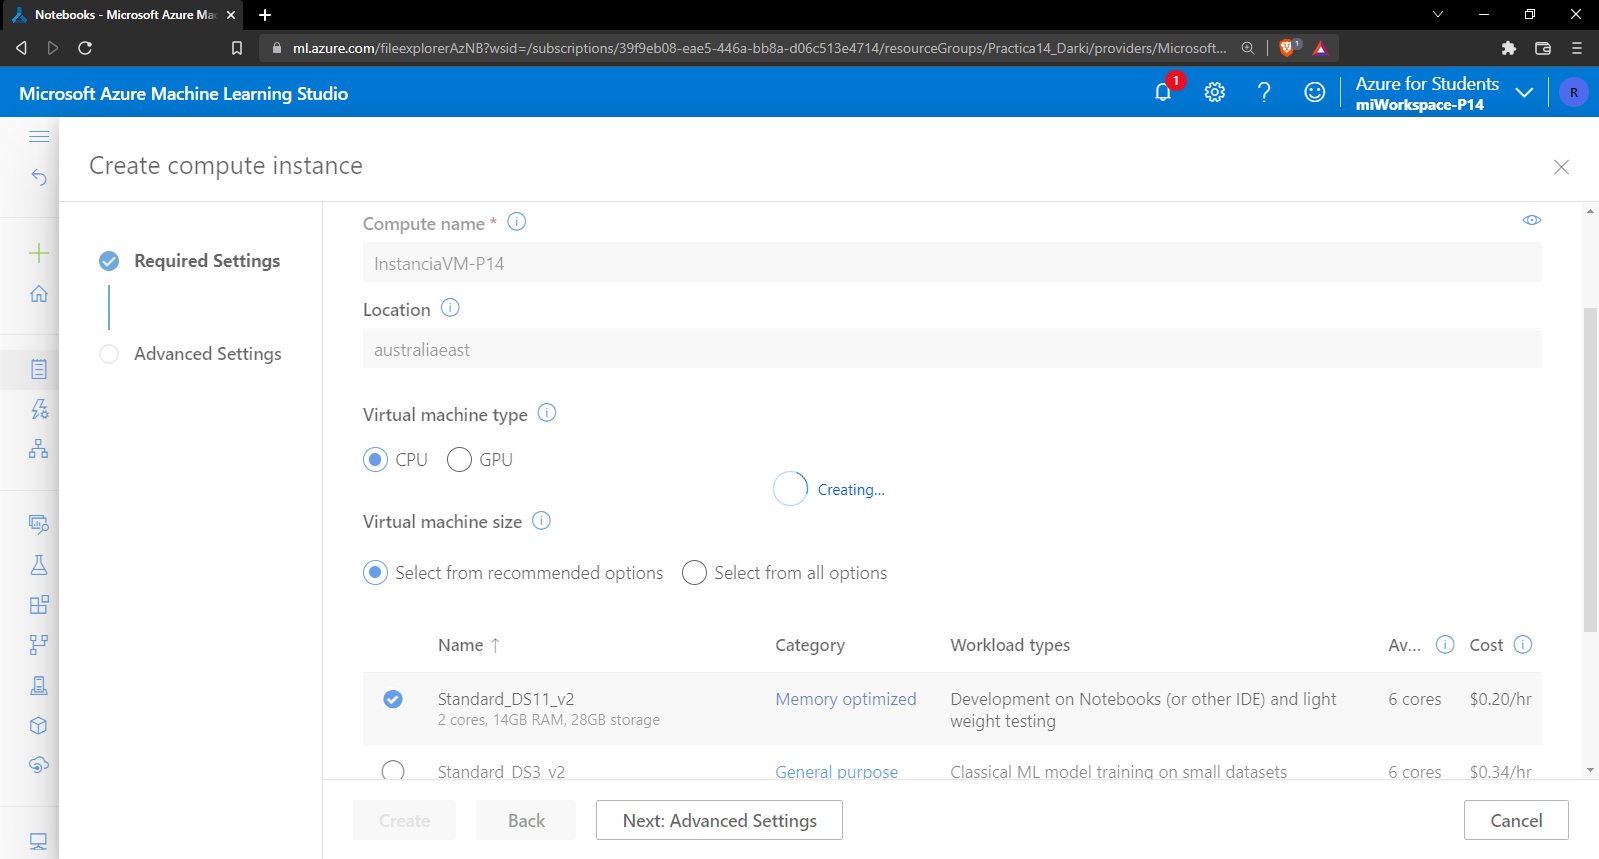 Notebooks - Microsoft Azure Mac
ml.azure.com/fileexplorerAzNB?wsid=/subscriptions/39f9eb08-eae5-446a-bb8a-d06c513e4714/resourceGroups/Practica14_Darki/providers/Microsoft...
1
Microsoft Azure Machine Learning Studio
1
Azure for Students
miWorkspace-P14
R
Create compute instance
Required Settings
Advanced Settings
Compute name *
InstanciaVM-P14
Location
australiaeast
Virtual machine type
CPU GPU
Creating...
Virtual machine size
Select from recommended options Select from all options
Name ↑ Category Workload types Av... Cost
Standard_DS11_v2 Memory optimized Development on Notebooks (or other IDE) and light weight testing 6 cores $0.20/hr
2 cores, 14GB RAM, 28GB storage
Standard_DS3_v2 General purpose Classical ML model training on small datasets 6 cores $0.34/hr
Create Back Next: Advanced Settings Cancel